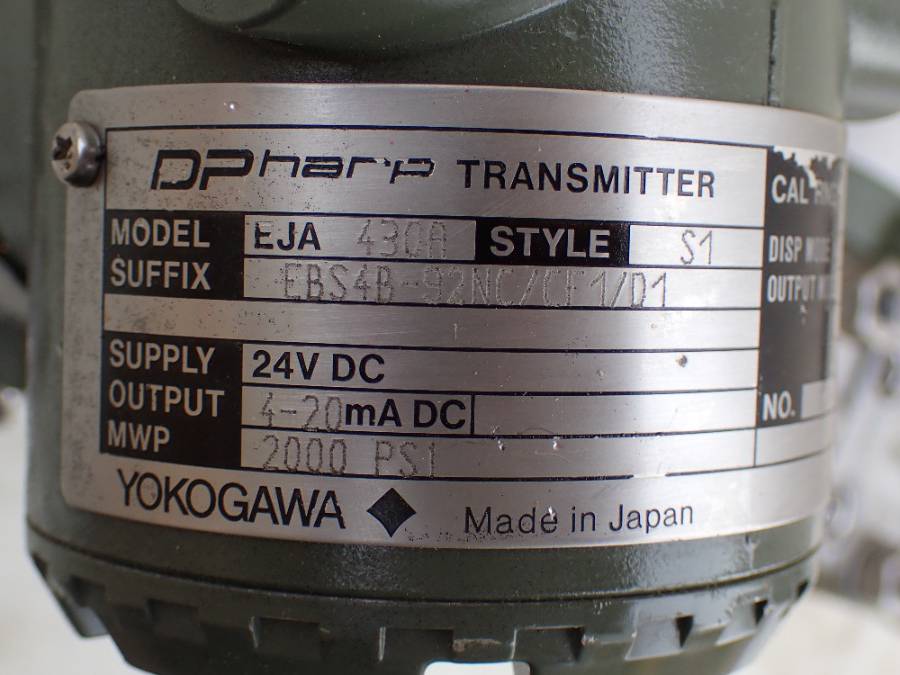 DPharp TRANSMITTER
MODEL EJA 430A STYLE S1
SUFFIX EBS4B-92NC/CF1/D1
SUPPLY 24V DC
OUTPUT 4-20mA DC
MWP 2000 PSI
YOKOGAWA Made in Japan
CAL
DISP MODE
OUTPUT
NO.